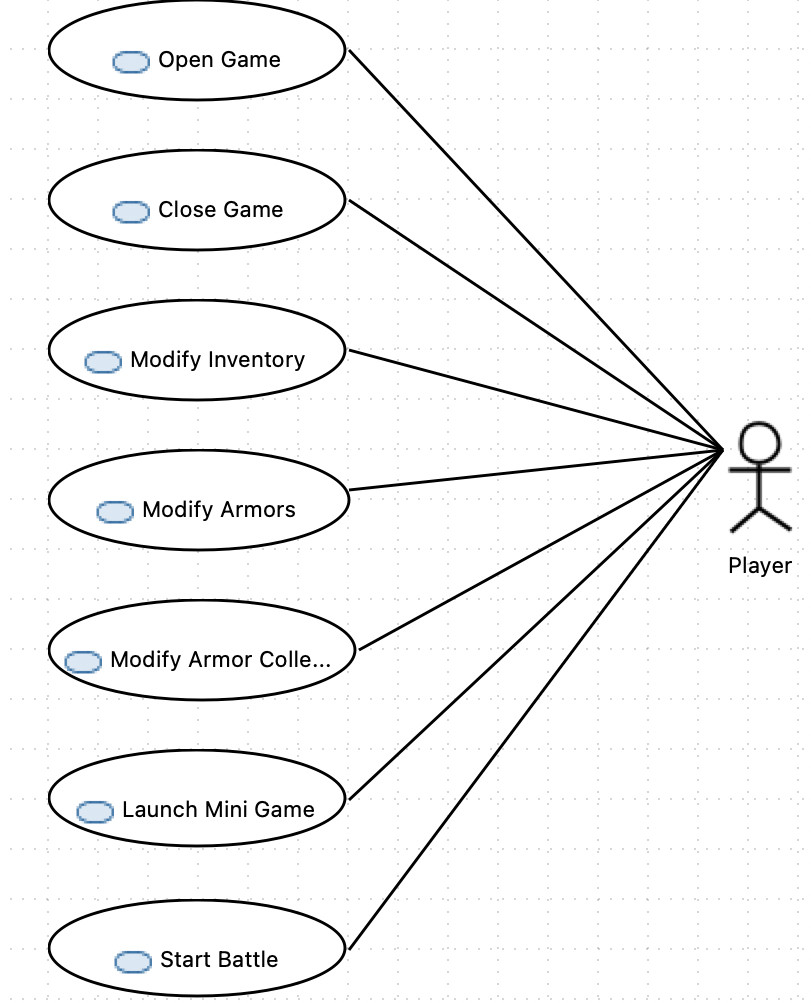 Open Game
Close Game
Modify Inventory
Modify Armors
Modify Armor Colle...
Launch Mini Game
Start Battle
Player